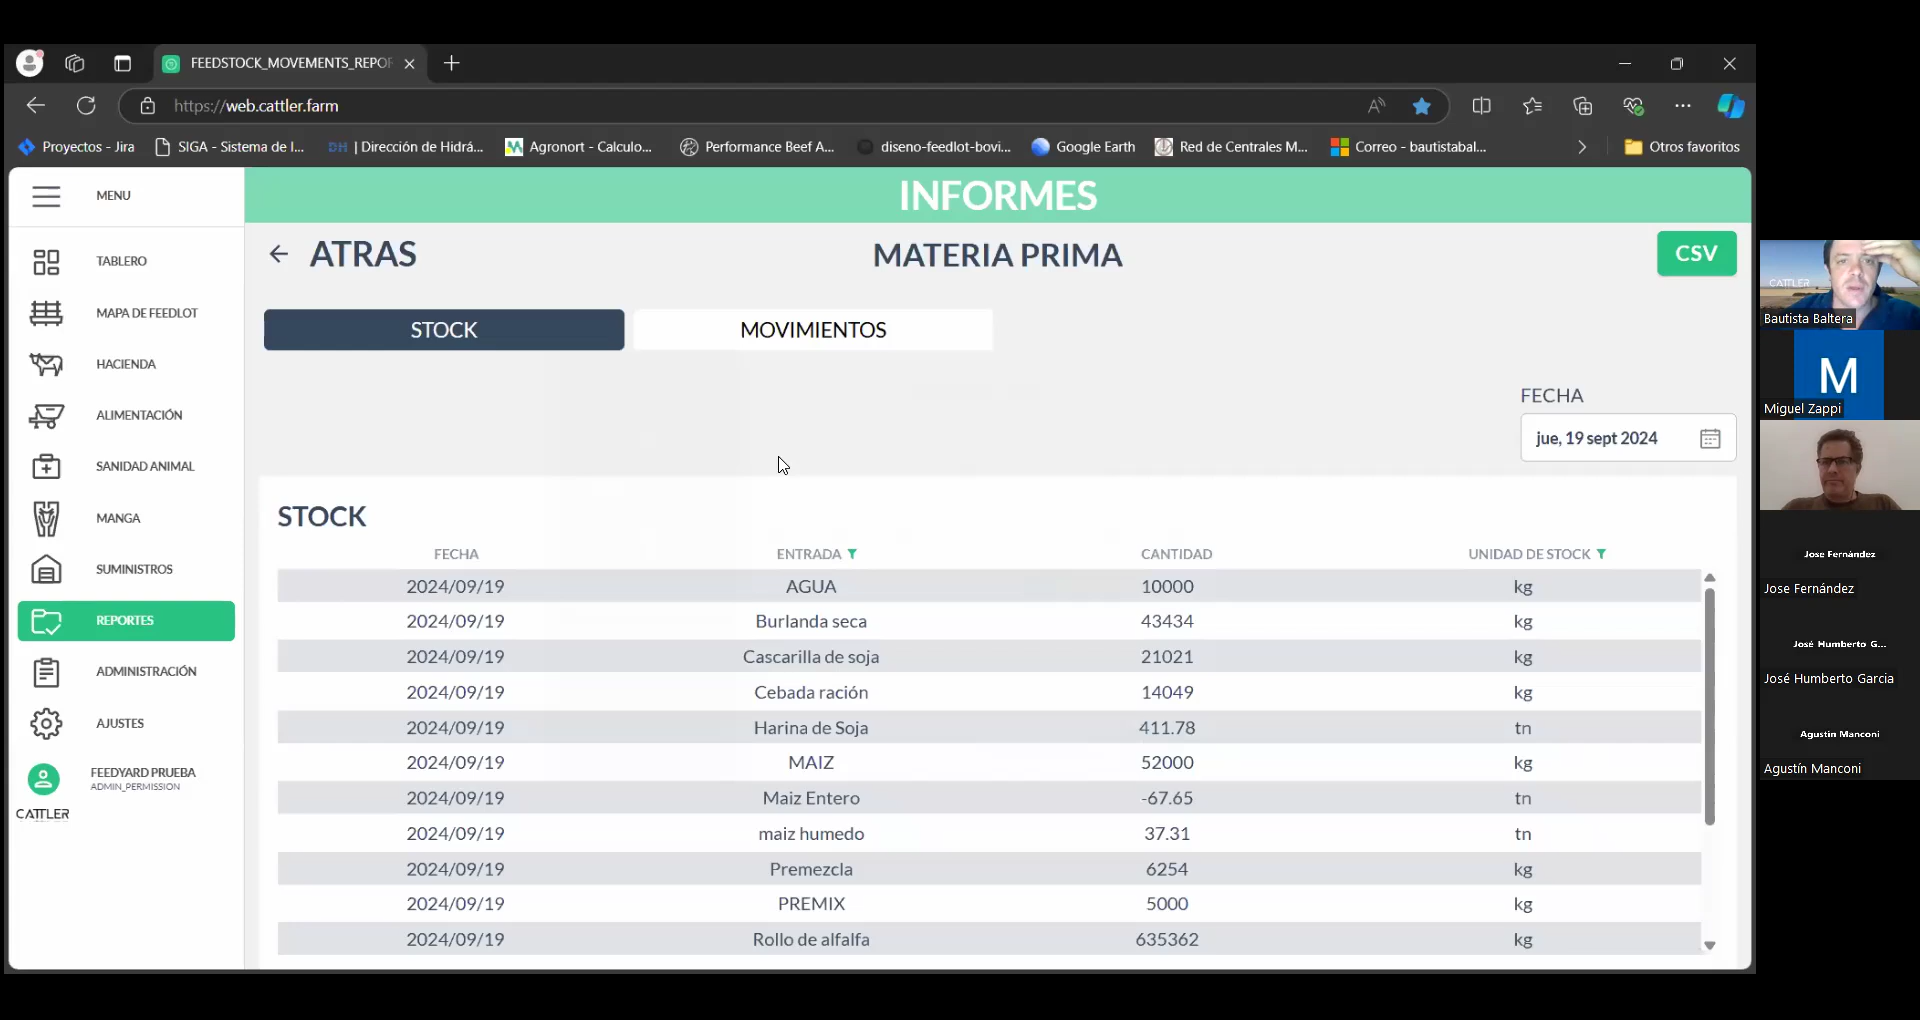 FEEDSTOCK_MOVEMENTS_REPO
https://web.cattler.farm
Proyectos - Jira
SIGA - Sistema de I...
DH | Dirección de Hidrá...
Agronort - Calculo...
Performance Beef A...
diseno-feedlot-bovi...
Google Earth
Red de Centrales M...
Correo - bautistabal...
Otros favoritos
MENU
INFORMES
ATRAS
MATERIA PRIMA
CSV
TABLERO
MAPA DE FEEDLOT
HACIENDA
ALIMENTACIÓN
SANIDAD ANIMAL
MANGA
SUMINISTROS
REPORTES
ADMINISTRACIÓN
AJUSTES
FEEDYARD PRUEBA
ADMIN_PERMISSION
CATTLER
STOCK MOVIMIENTOS
FECHA
jue, 19 sept 2024
STOCK
FECHA ENTRADA CANTIDAD UNIDAD DE STOCK
2024/09/19 AGUA 10000 kg
2024/09/19 Burlanda seca 43434 kg
2024/09/19 Cascarilla de soja 21021 kg
2024/09/19 Cebada ración 14049 kg
2024/09/19 Harina de Soja 411.78 tn
2024/09/19 MAIZ 52000 kg
2024/09/19 Maiz Entero -67.65 tn
2024/09/19 maiz humedo 37.31 tn
2024/09/19 Premezcla 6254 kg
2024/09/19 PREMIX 5000 kg
2024/09/19 Rollo de alfalfa 635362 kg
CATTLER
Bautista Baltera
M
Miguel Zappi
Jose Fernández
Jose Fernández
José Humberto G...
José Humberto Garcia
Agustín Manconi
Agustín Manconi